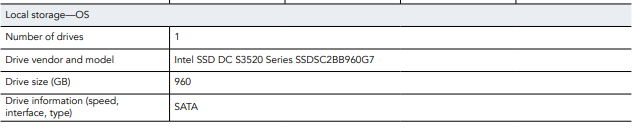 Local storage—OS
Number of drives 1
Drive vendor and model Intel SSD DC S3520 Series SSDSC2BB960G7
Drive size (GB) 960
Drive information (speed,
interface, type) SATA